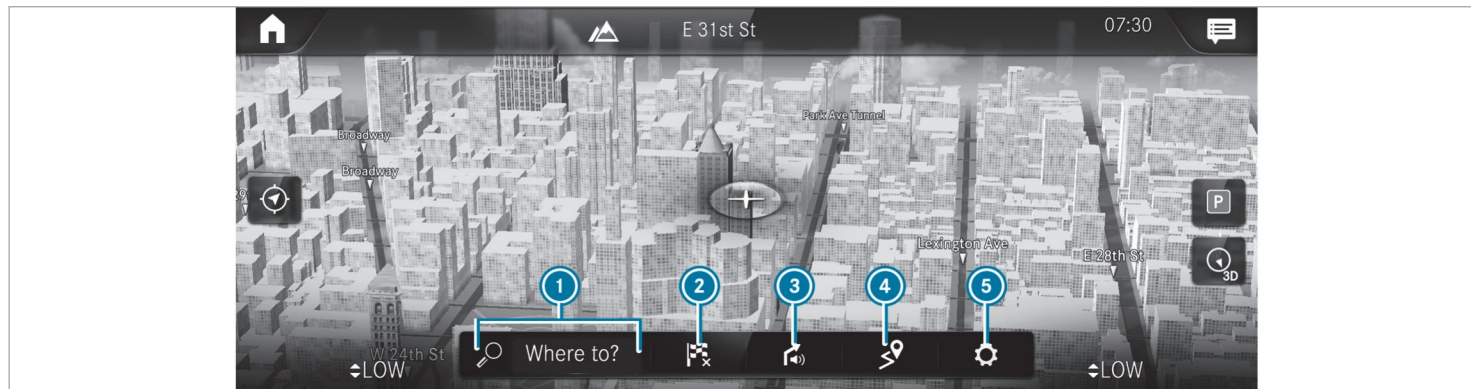 E 31st St
07:30
Park Ave Tunnel
Broadway
Broadway
29
P
Lexington Ave
E 28th St
3D
1
2
3
4
5
W 24th St
Where to?
LOW
LOW